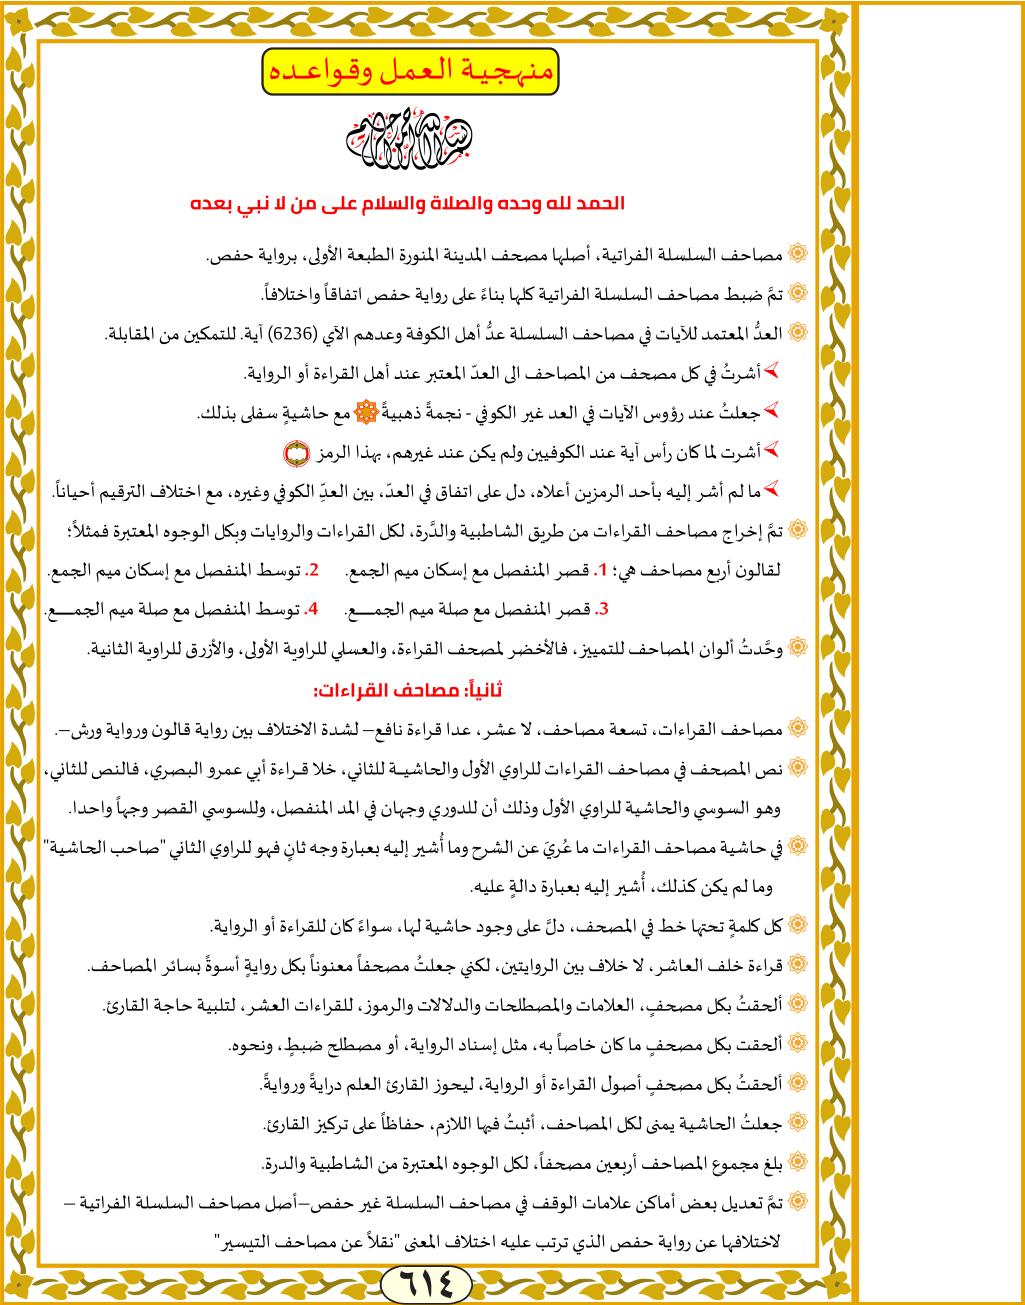 منهجية العمل وقواعده
بسم الله الرحمن الرحيم
الحمد لله وحده والصلاة والسلام على من لا نبي بعده
مصاحف السلسلة الفراتية، أصلها مصحف المدينة المنورة الطبعة الأولى، برواية حفص.
تمَّ ضبط مصاحف السلسلة الفراتية كلها بناءً على رواية حفص اتفاقاً واختلافاً.
العدُّ المعتمد للآيات في مصاحف السلسلة عدُّ أهل الكوفة وعدهم الآي (6236) آية. للتمكين من المقابلة.
أشرتُ في كل مصحف من المصاحف الى العدّ المعتبر عند أهل القراءة أو الرواية.
جعلتُ عند رؤوس الآيات في العد غير الكوفي - نجمةً ذهبيةً مع حاشيةٍ سفلى بذلك.
أشرت لما كان رأس آية عند الكوفيين ولم يكن عند غيرهم، بهذا الرمز
ما لم أشر إليه بأحد الرمزين أعلاه، دل على اتفاق في العدّ، بين العدِّ الكوفي وغيره، مع اختلاف الترقيم أحياناً.
تمَّ إخراج مصاحف القراءات من طريق الشاطبية والدَّرة، لكل القراءات والروايات وبكل الوجوه المعتبرة فمثلاً؛
لقالون أربع مصاحف هي؛ 1. قصر المنفصل مع إسكان ميم الجمع. 2. توسط المنفصل مع إسكان ميم الجمع.
3. قصر المنفصل مع صلة ميم الجمـــع. 4. توسط المنفصل مع صلة ميم الجمـــع.
وحَّدتُ ألوان المصاحف للتمييز، فالأخضر لمصحف القراءة، والعسلي للراوية الأولى، والأزرق للراوية الثانية.
ثانياً: مصاحف القراءات:
مصاحف القراءات، تسعة مصاحف، لا عشر، عدا قراءة نافع– لشدة الاختلاف بين رواية قالون ورواية ورش–.
نص المصحف في مصاحف القراءات للراوي الأول والحاشيـة للثاني، خلا قـراءة أبي عمرو البصري، فالنص للثاني،
وهو السوسي والحاشية للراوي الأول وذلك أن للدوري وجهان في المد المنفصل، وللسوسي القصر وجهاً واحدا.
في حاشية مصاحف القراءات ما عُريَ عن الشرح وما أُشير إليه بعبارة وجه ثانٍ فهو للراوي الثاني "صاحب الحاشية"
وما لم يكن كذلك، أُشير إليه بعبارة دالةٍ عليه.
كل كلمةٍ تحتها خط في المصحف، دلَّ على وجود حاشية لها، سواءً كان للقراءة أو الرواية.
قراءة خلف العاشر، لا خلاف بين الروايتين، لكني جعلتُ مصحفاً معنوناً بكل روايةٍ أسوةً بسائر المصاحف.
ألحقتُ بكل مصحفٍ، العلامات والمصطلحات والدلالات والرموز، للقراءات العشر، لتلبية حاجة القارئ.
ألحقت بكل مصحفٍ ما كان خاصاً به، مثل إسناد الرواية، أو مصطلح ضبطٍ، ونحوه.
ألحقتُ بكل مصحفٍ أصول القراءة أو الرواية، ليحوز القارئ العلم درايةً وروايةً.
جعلتُ الحاشية يمنى لكل المصاحف، أثبتُ فيها اللازم، حفاظاً على تركيز القارئ.
بلغ مجموع المصاحف أربعين مصحفاً، لكل الوجوه المعتبرة من الشاطبية والدرة.
تمَّ تعديل بعض أماكن علامات الوقف في مصاحف السلسلة غير حفص–أصل مصاحف السلسلة الفراتية –
لاختلافها عن رواية حفص الذي ترتب عليه اختلاف المعنى "نقلاً عن مصاحف التيسير"
٦١٤